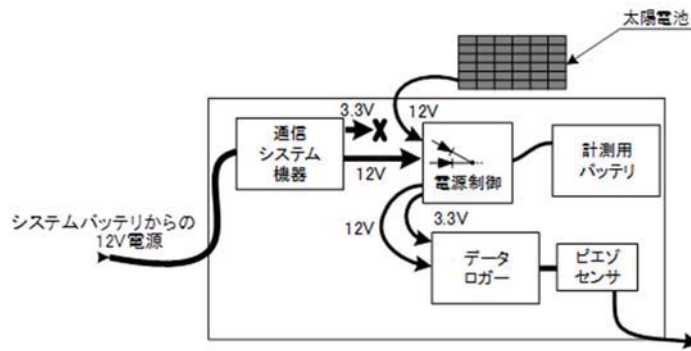 太陽電池
3.3V
12V
通信
システム
機器
12V
電源制御
計測用
バッテリ
システムバッテリからの
12V電源
12V
3.3V
データ
ロガー
ピエゾ
センサ